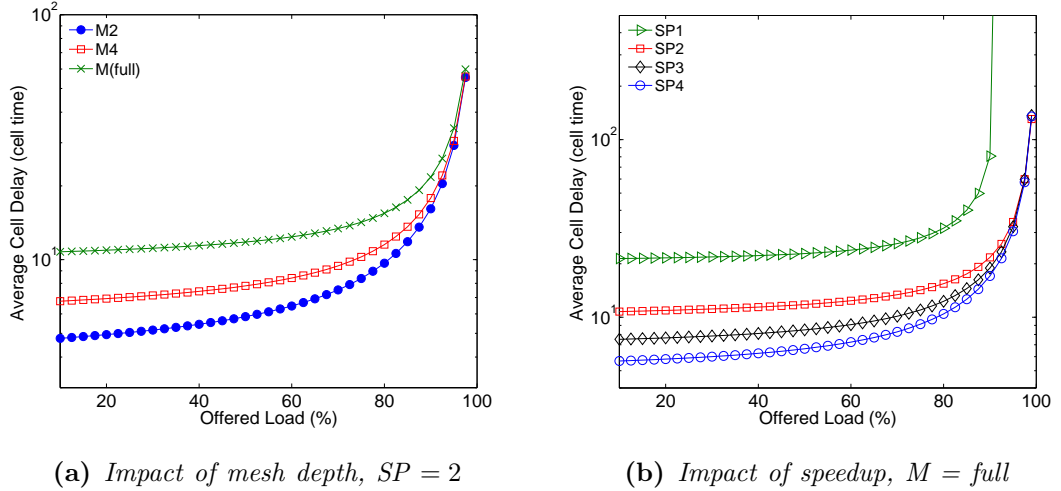 10^2
M2
M4
M(full)
10^1
Average Cell Delay (cell time)
20 40 60 80 100
Offered Load (%)
(a) Impact of mesh depth, SP = 2
SP1
SP2
SP3
SP4
10^2
10^1
Average Cell Delay (cell time)
20 40 60 80 100
Offered Load (%)
(b) Impact of speedup, M = full